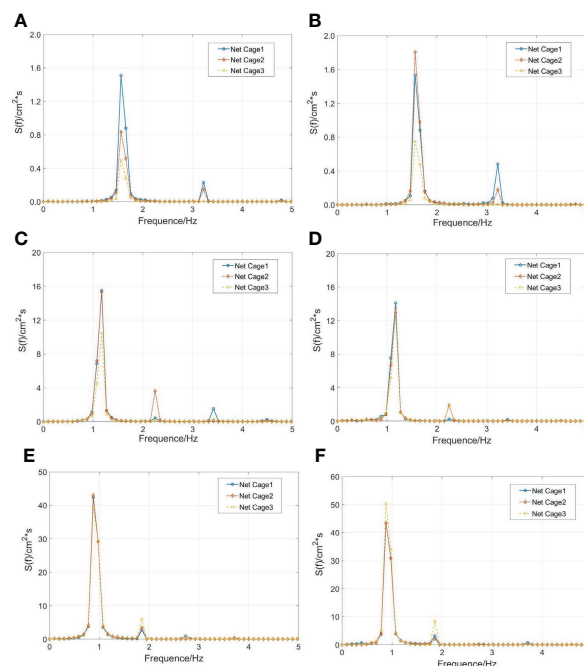 A
2.0
1.6
1.2
0.8
0.4
0.0
S(f)/cm²*s
0 1 2 3 4 5
Frequence/Hz
Net Cage1
Net Cage2
Net Cage3
B
2.0
1.6
1.2
0.8
0.4
0.0
S(f)/cm²*s
0 1 2 3 4
Frequence/Hz
Net Cage1
Net Cage2
Net Cage3
C
20
16
12
8
4
0
S(f)/cm²*s
0 1 2 3 4 5
Frequence/Hz
Net Cage1
Net Cage2
Net Cage3
D
20
16
12
8
4
0
S(f)/cm²*s
0 1 2 3 4
Frequence/Hz
Net Cage1
Net Cage2
Net Cage3
E
50
40
30
20
10
0
S(f)/cm²*s
0 1 2 3 4 5
Frequence/Hz
Net Cage1
Net Cage2
Net Cage3
F
60
50
40
30
20
10
0
S(f)/cm²*s
0 1 2 3 4
Frequence/Hz
Net Cage1
Net Cage2
Net Cage3